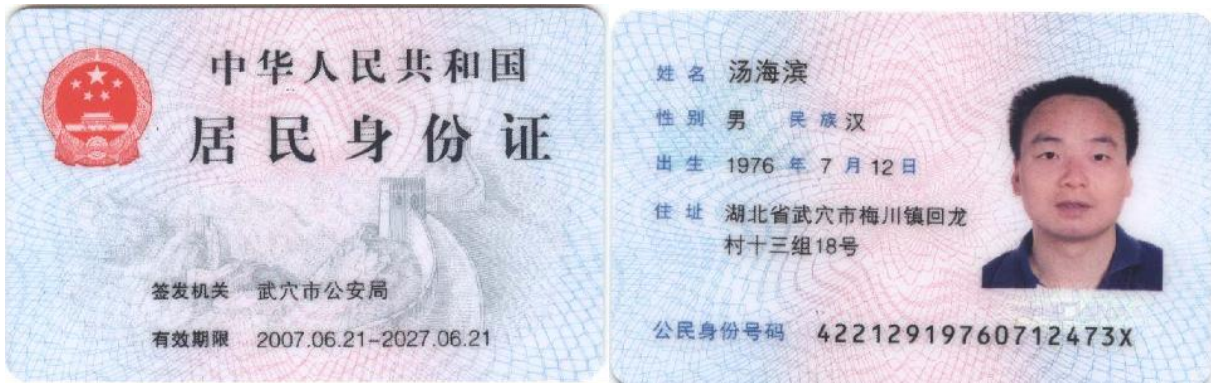 中华人民共和国
居民身份证
签发机关 武穴市公安局
有效期限 2007.06.21-2027.06.21
姓名 汤海滨
性别 男 民族 汉
出生 1976 年 7 月 12 日
住址 湖北省武穴市梅川镇回龙
村十三组18号
公民身份号码 42212919760712473X